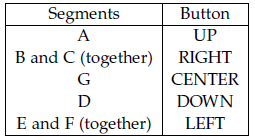 Segments Button
A UP
B and C (together) RIGHT
G CENTER
D DOWN
E and F (together) LEFT